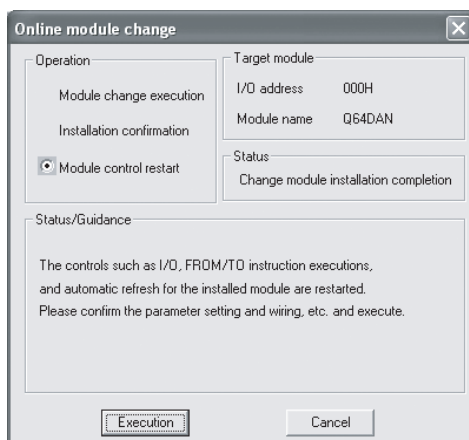 Online module change
Operation
Module change execution
Installation confirmation
Module control restart
Target module
I/O address 000H
Module name Q64DAN
Status
Change module installation completion
Status/Guidance
The controls such as I/O, FROM/TO instruction executions,
and automatic refresh for the installed module are restarted.
Please confirm the parameter setting and wiring, etc. and execute.
Execution
Cancel